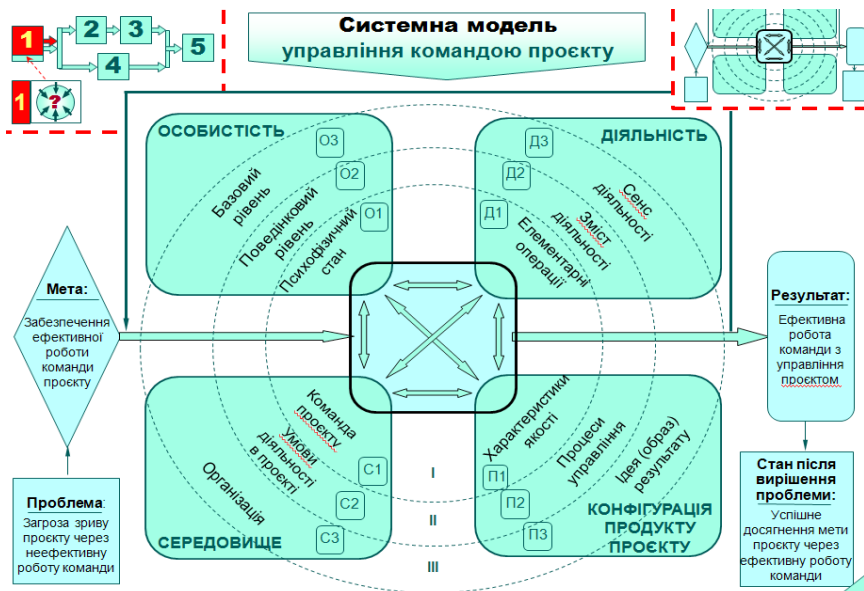 Системна модель
управління командою проєкту
1
2
3
4
5
1
?
ОСОБИСТІСТЬ
О3
О2
О1
Базовий
рівень
Поведінковий
рівень
Психофізичний
стан
ДІЯЛЬНІСТЬ
Д3
Д2
Д1
Сенс
діяльності
Зміст
діяльності
Елементарні
операції
Мета:
Забезпечення
ефективної
роботи
команди
проєкту
Проблема:
Загроза зриву
проєкту через
неефективну
роботу команди
Команда
проєкту
Умови
діяльності
в проєкті
Організація
С1
С2
С3
СЕРЕДОВИЩЕ
I
II
III
Характеристики
якості
Процеси
управління
Ідея (образ)
результату
П1
П2
П3
КОНФІГУРАЦІЯ
ПРОДУКТУ
ПРОЄКТУ
Результат:
Ефективна
робота
команди з
управління
проєктом
Стан після
вирішення
проблеми:
Успішне
досягнення мети
проєкту через
ефективну роботу
команди